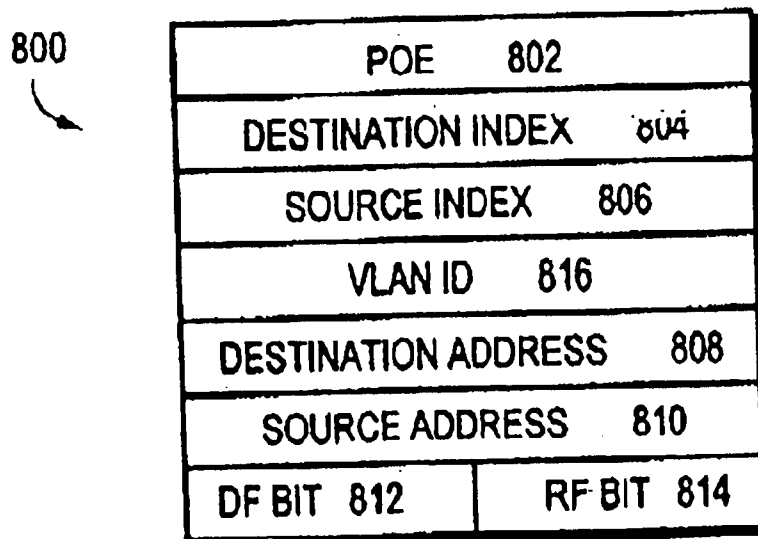 800
POE 802
DESTINATION INDEX 804
SOURCE INDEX 806
VLAN ID 816
DESTINATION ADDRESS 808
SOURCE ADDRESS 810
DF BIT 812 RF BIT 814